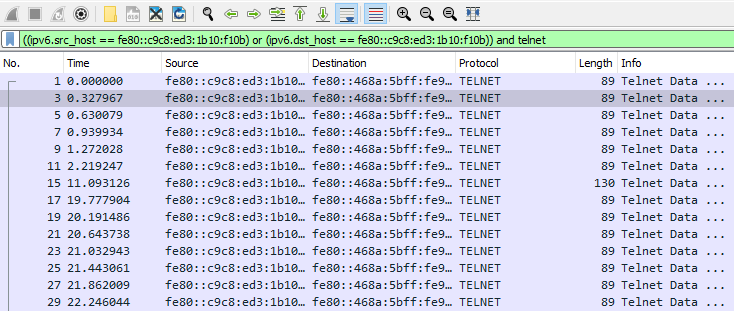 ((ipv6.src_host == fe80::c9c8:ed3:1b10:f10b) or (ipv6.dst_host == fe80::c9c8:ed3:1b10:f10b)) and telnet
No. Time Source Destination Protocol Length Info
1 0.000000 fe80::c9c8:ed3:1b10… fe80::468a:5bff:fe9… TELNET 89 Telnet Data ...
3 0.327967 fe80::c9c8:ed3:1b10… fe80::468a:5bff:fe9… TELNET 89 Telnet Data ...
5 0.630079 fe80::c9c8:ed3:1b10… fe80::468a:5bff:fe9… TELNET 89 Telnet Data ...
7 0.939934 fe80::c9c8:ed3:1b10… fe80::468a:5bff:fe9… TELNET 89 Telnet Data ...
9 1.272028 fe80::c9c8:ed3:1b10… fe80::468a:5bff:fe9… TELNET 89 Telnet Data ...
11 2.219247 fe80::c9c8:ed3:1b10… fe80::468a:5bff:fe9… TELNET 89 Telnet Data ...
15 11.093126 fe80::c9c8:ed3:1b10… fe80::468a:5bff:fe9… TELNET 130 Telnet Data ...
17 19.777904 fe80::c9c8:ed3:1b10… fe80::468a:5bff:fe9… TELNET 89 Telnet Data ...
19 20.191486 fe80::c9c8:ed3:1b10… fe80::468a:5bff:fe9… TELNET 89 Telnet Data ...
21 20.643738 fe80::c9c8:ed3:1b10… fe80::468a:5bff:fe9… TELNET 89 Telnet Data ...
23 21.032943 fe80::c9c8:ed3:1b10… fe80::468a:5bff:fe9… TELNET 89 Telnet Data ...
25 21.443061 fe80::c9c8:ed3:1b10… fe80::468a:5bff:fe9… TELNET 89 Telnet Data ...
27 21.862009 fe80::c9c8:ed3:1b10… fe80::468a:5bff:fe9… TELNET 89 Telnet Data ...
29 22.246044 fe80::c9c8:ed3:1b10… fe80::468a:5bff:fe9… TELNET 89 Telnet Data ...